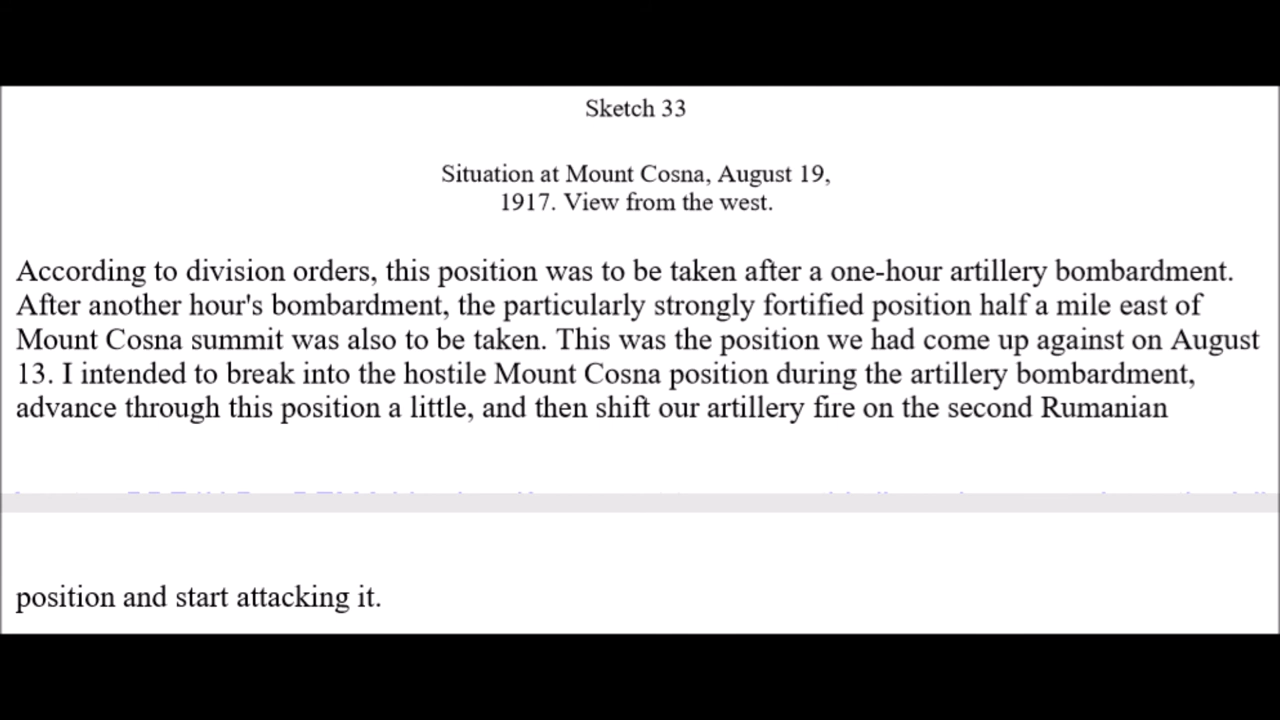 Sketch 33
Situation at Mount Cosna, August 19,
1917. View from the west.
According to division orders, this position was to be taken after a one-hour artillery bombardment.
After another hour's bombardment, the particularly strongly fortified position half a mile east of
Mount Cosna summit was also to be taken. This was the position we had come up against on August
13. I intended to break into the hostile Mount Cosna position during the artillery bombardment,
advance through this position a little, and then shift our artillery fire on the second Rumanian
position and start attacking it.